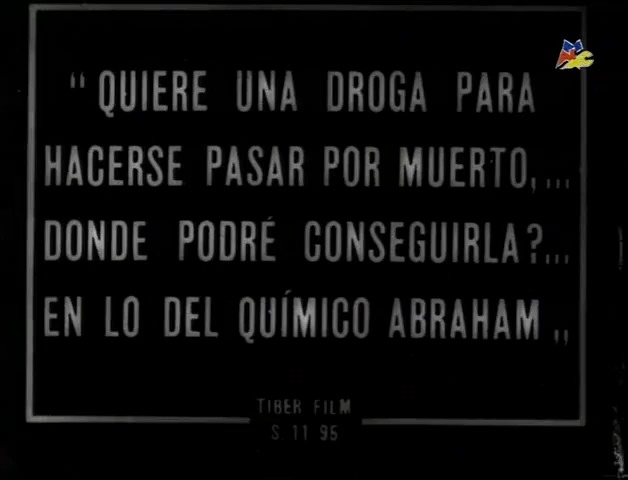 " QUIERE UNA DROGA PARA
HACERSE PASAR POR MUERTO,...
DONDE PODRÉ CONSEGUIRLA?...
EN LO DEL QUÍMICO ABRAHAM „
TIBER FILM
S. 11 95